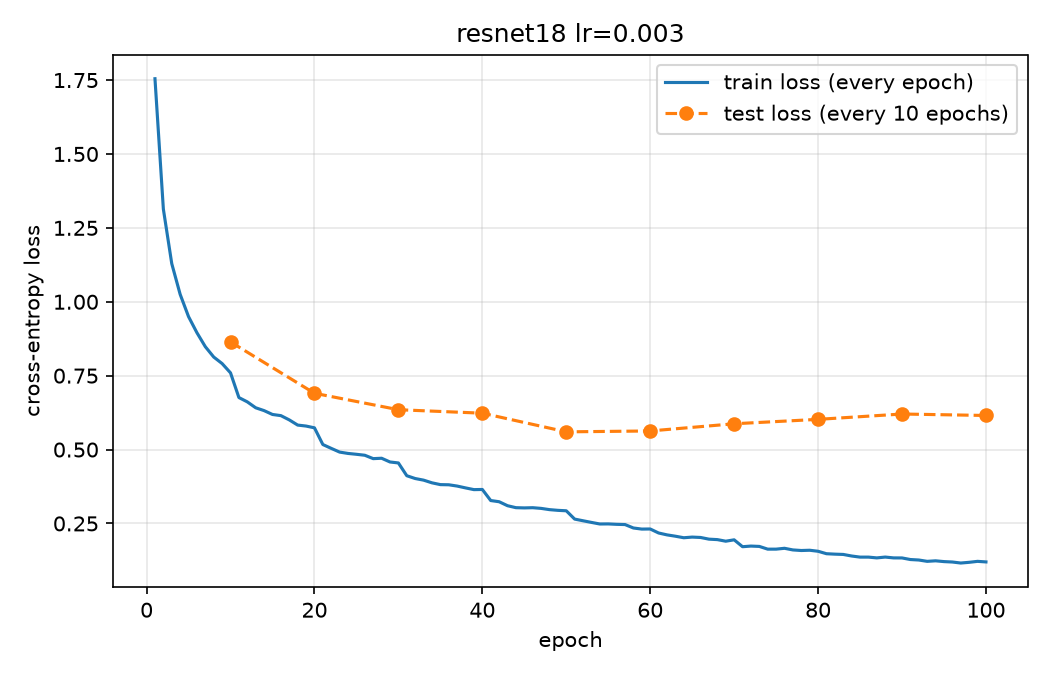 resnet18 lr=0.003
train loss (every epoch)
test loss (every 10 epochs)
cross-entropy loss
1.75
1.50
1.25
1.00
0.75
0.50
0.25
0 20 40 60 80 100
epoch